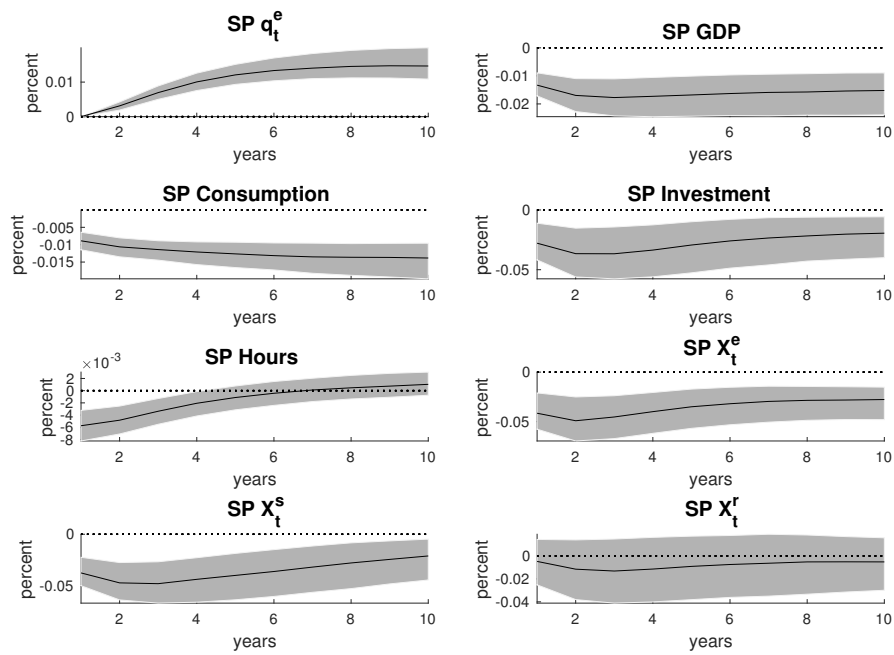 SP q_t^e
percent
0.01
0
2 4 6 8 10
years
SP GDP
percent
0
-0.01
-0.02
2 4 6 8 10
years
SP Consumption
percent
-0.005
-0.01
-0.015
2 4 6 8 10
years
SP Investment
percent
0
-0.05
2 4 6 8 10
years
SP Hours
×10^-3
percent
2
0
-2
-4
-6
-8
2 4 6 8 10
years
SP X_t^e
percent
0
-0.05
2 4 6 8 10
years
SP X_t^s
percent
0
-0.05
2 4 6 8 10
years
SP X_t^r
percent
0
-0.02
-0.04
2 4 6 8 10
years